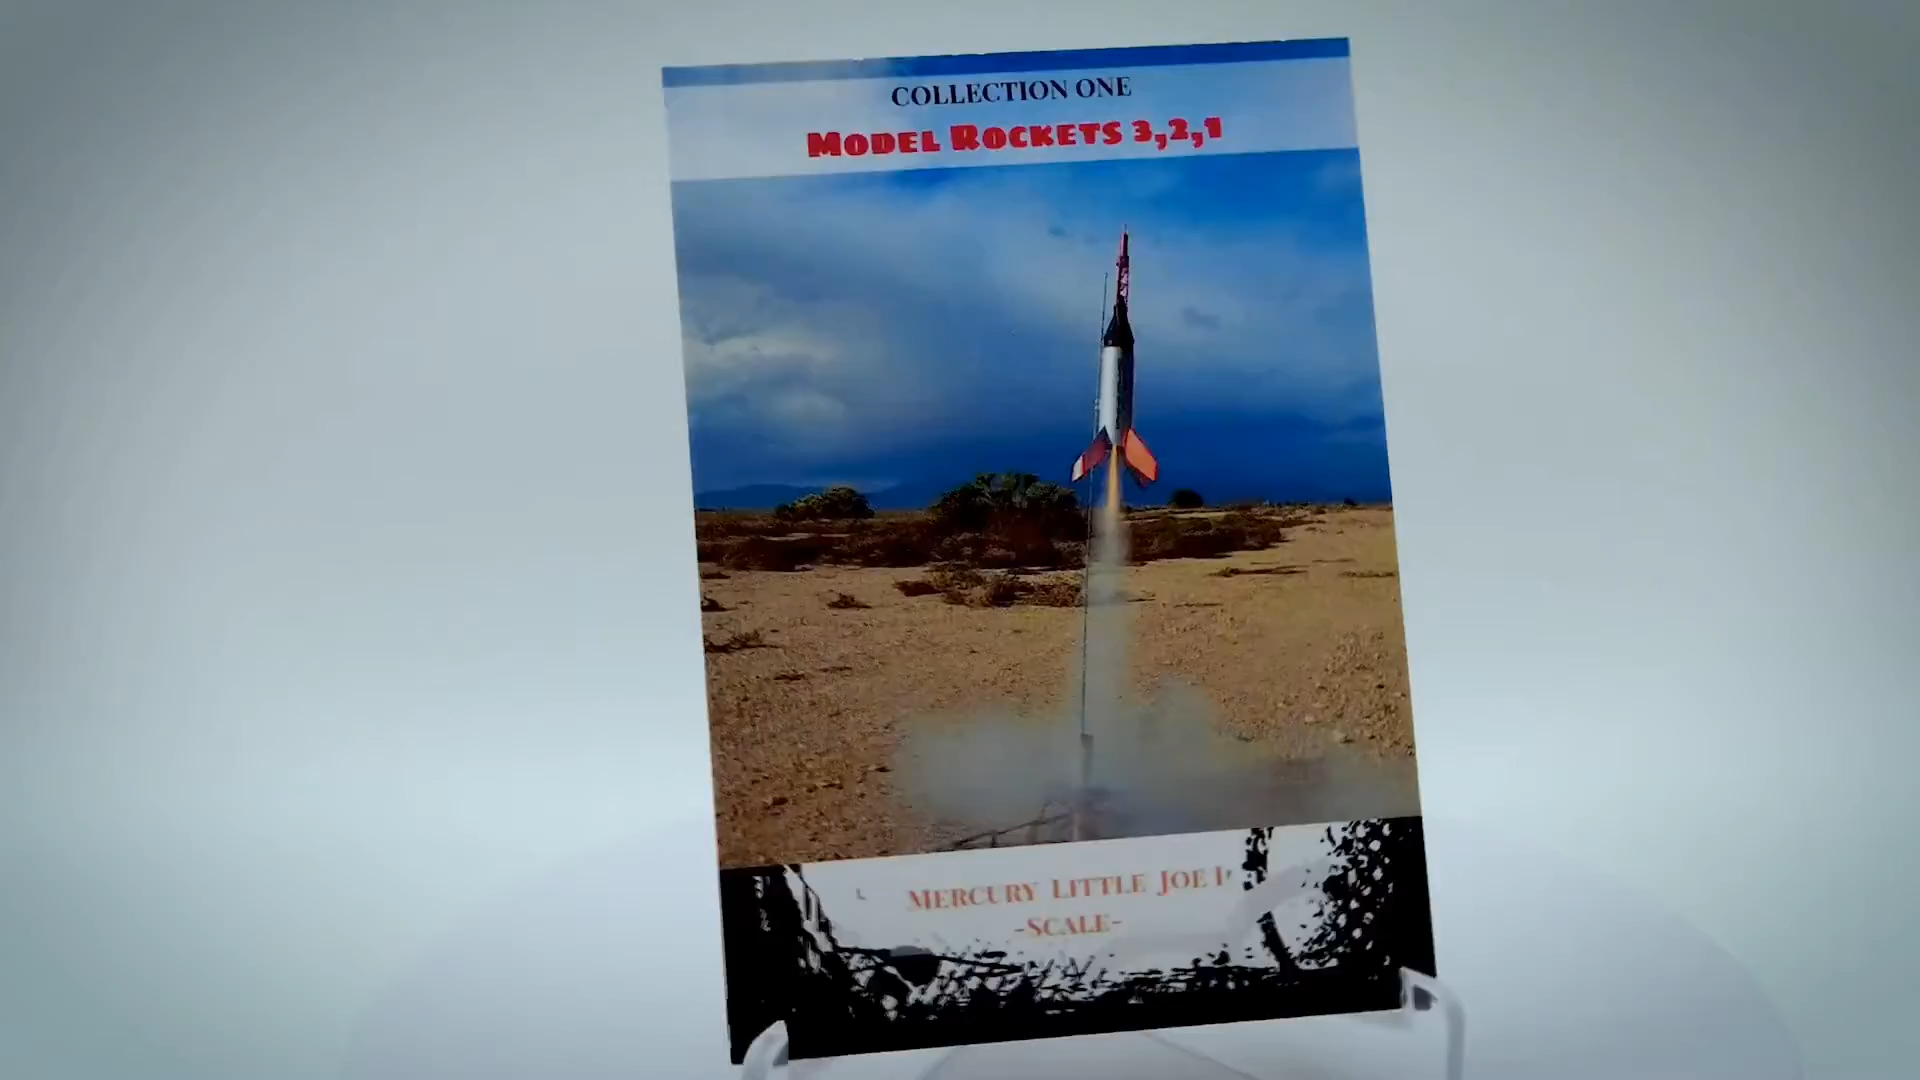 COLLECTION ONE
MODEL ROCKETS 3,2,1
MERCURY LITTLE JOE
-SCALE-